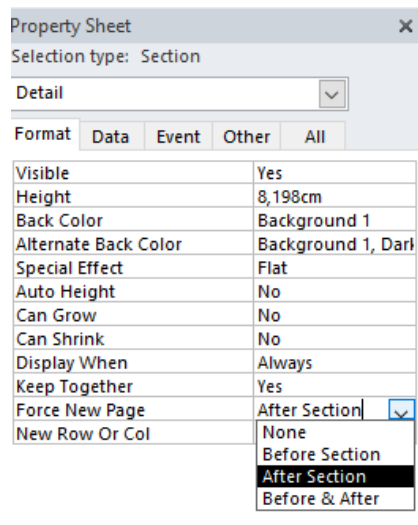 Property Sheet
Selection type: Section
Detail
Format Data Event Other All
Visible Yes
Height 8,198cm
Back Color Background 1
Alternate Back Color Background 1, Dark
Special Effect Flat
Auto Height No
Can Grow No
Can Shrink No
Display When Always
Keep Together Yes
Force New Page After Section
New Row Or Col None
Before Section
After Section
Before & After